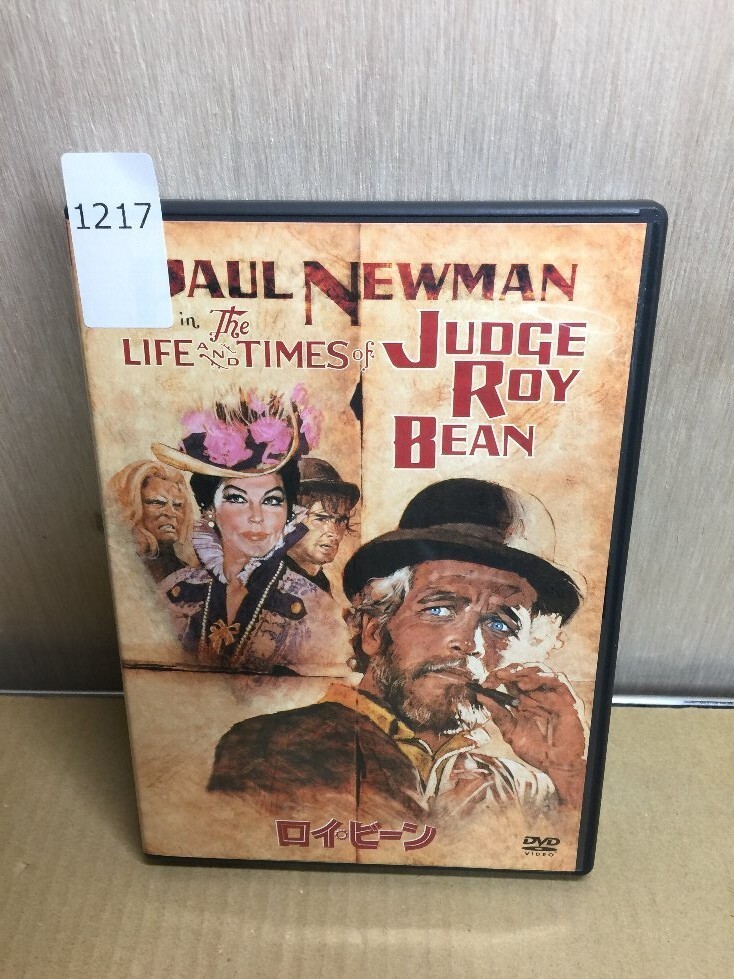 1217
PAUL NEWMAN
in The
LIFE AND TIMES of JUDGE
ROY
BEAN
ロイ・ビーン
DVD
VIDEO